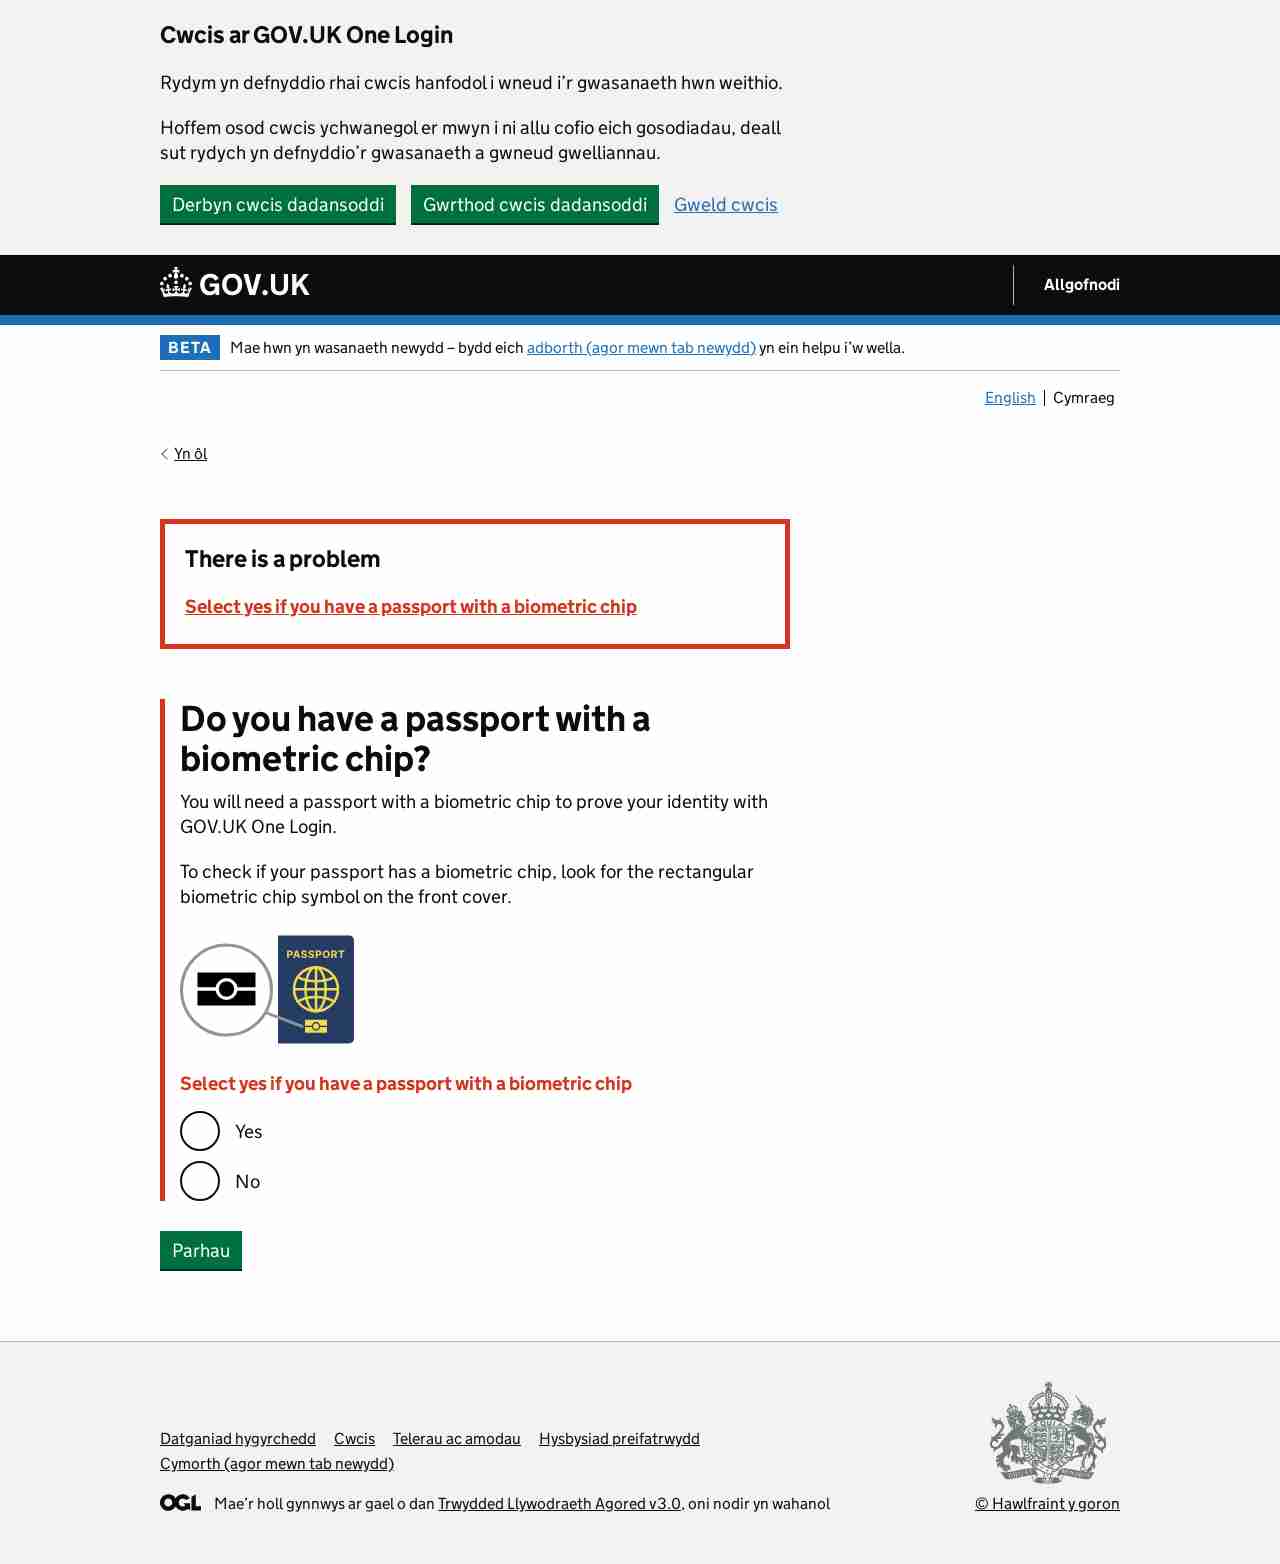 Cwcis ar GOV.UK One Login
Rydym yn defnyddio rhai cwcis hanfodol i wneud i’r gwasanaeth hwn weithio.
Hoffem osod cwcis ychwanegol er mwyn i ni allu cofio eich gosodiadau, deall
sut rydych yn defnyddio’r gwasanaeth a gwneud gwelliannau.
Derbyn cwcis dadansoddi Gwrthod cwcis dadansoddi Gweld cwcis
GOV.UK Allgofnodi
BETA Mae hwn yn wasanaeth newydd – bydd eich adborth (agor mewn tab newydd) yn ein helpu i’w wella.
English Cymraeg
Yn ôl
There is a problem
Select yes if you have a passport with a biometric chip
Do you have a passport with a
biometric chip?
You will need a passport with a biometric chip to prove your identity with
GOV.UK One Login.
To check if your passport has a biometric chip, look for the rectangular
biometric chip symbol on the front cover.
PASSPORT
Select yes if you have a passport with a biometric chip
Yes
No
Parhau
Datganiad hygyrchedd Cwcis Telerau ac amodau Hysbysiad preifatrwydd
Cymorth (agor mewn tab newydd)
OGL Mae’r holl gynnwys ar gael o dan Trwydded Llywodraeth Agored v3.0, oni nodir yn wahanol
© Hawlfraint y goron